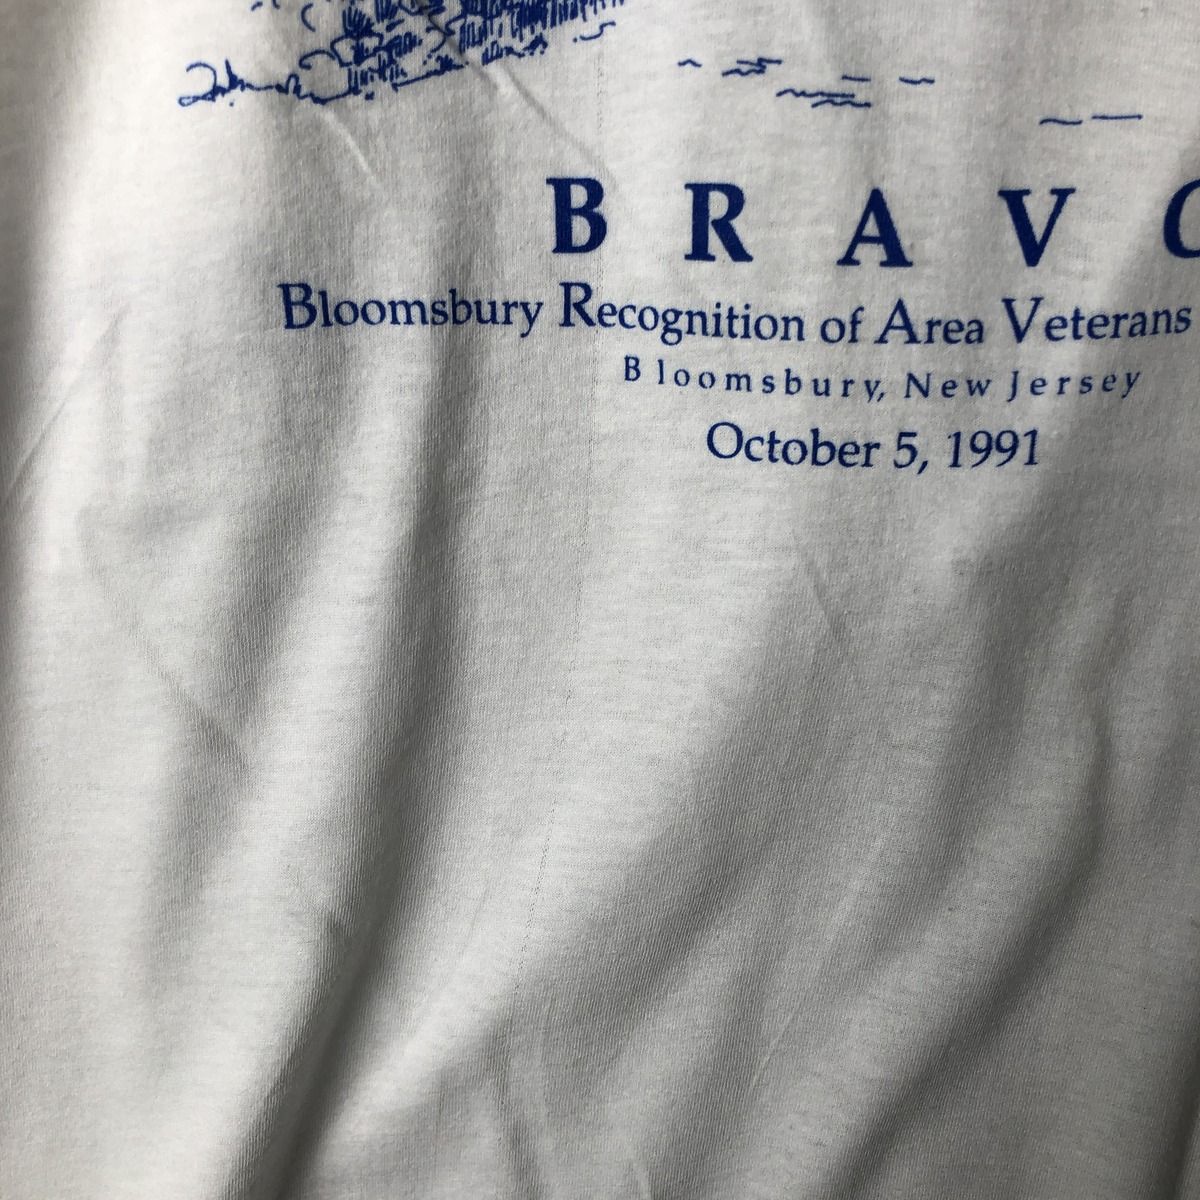 BRAV
Bloomsbury Recognition of Area Veterans
Bloomsbury, New Jersey
October 5, 1991